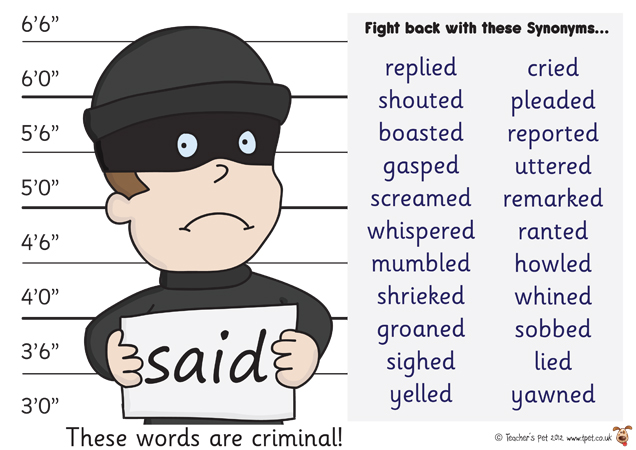 6'6”
6'0”
5'6”
5'0”
4'6”
4'0”
3'6”
3'0”
said
These words are criminal!
Fight back with these Synonyms...
replied
shouted
boasted
gasped
screamed
whispered
mumbled
shrieked
groaned
sighed
yelled
cried
pleaded
reported
uttered
remarked
ranted
howled
whined
sobbed
lied
yawned
© Teacher's Pet 2012 www.tpet.co.uk